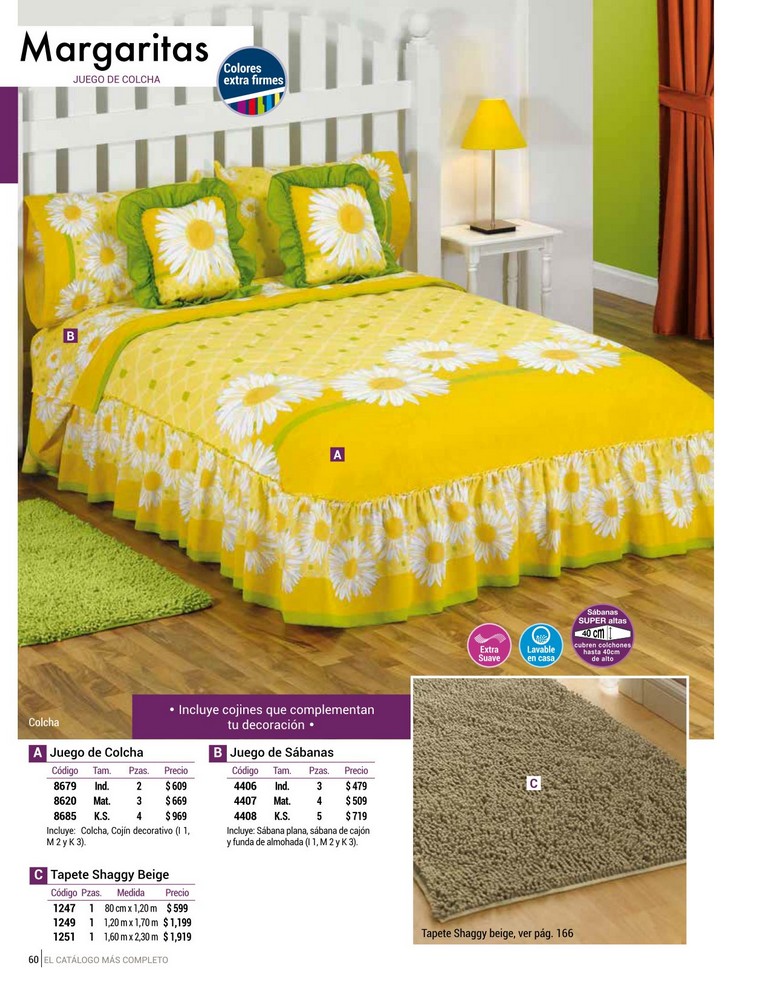 Margaritas
JUEGO DE COLCHA
Colores
extra firmes
B
A
Extra
Suave
Lavable
en casa
Sábanas
SUPER altas
40 cm
cubren colchones
hasta 40cm
de alto
Colcha
• Incluye cojines que complementan
tu decoración •
A Juego de Colcha
Código Tam. Pzas. Precio
8679 Ind. 2 $ 609
8620 Mat. 3 $ 669
8685 K.S. 4 $ 969
Incluye: Colcha, Cojín decorativo (I 1,
M 2 y K 3).
B Juego de Sábanas
Código Tam. Pzas. Precio
4406 Ind. 3 $ 479
4407 Mat. 4 $ 509
4408 K.S. 5 $ 719
Incluye: Sábana plana, sábana de cajón
y funda de almohada (I 1, M 2 y K 3).
C
C Tapete Shaggy Beige
Código Pzas. Medida Precio
1247 1 80 cm x 1,20 m $ 599
1249 1 1,20 m x 1,70 m $ 1,199
1251 1 1,60 m x 2,30 m $ 1,919
Tapete Shaggy beige, ver pág. 166
60 EL CATÁLOGO MÁS COMPLETO